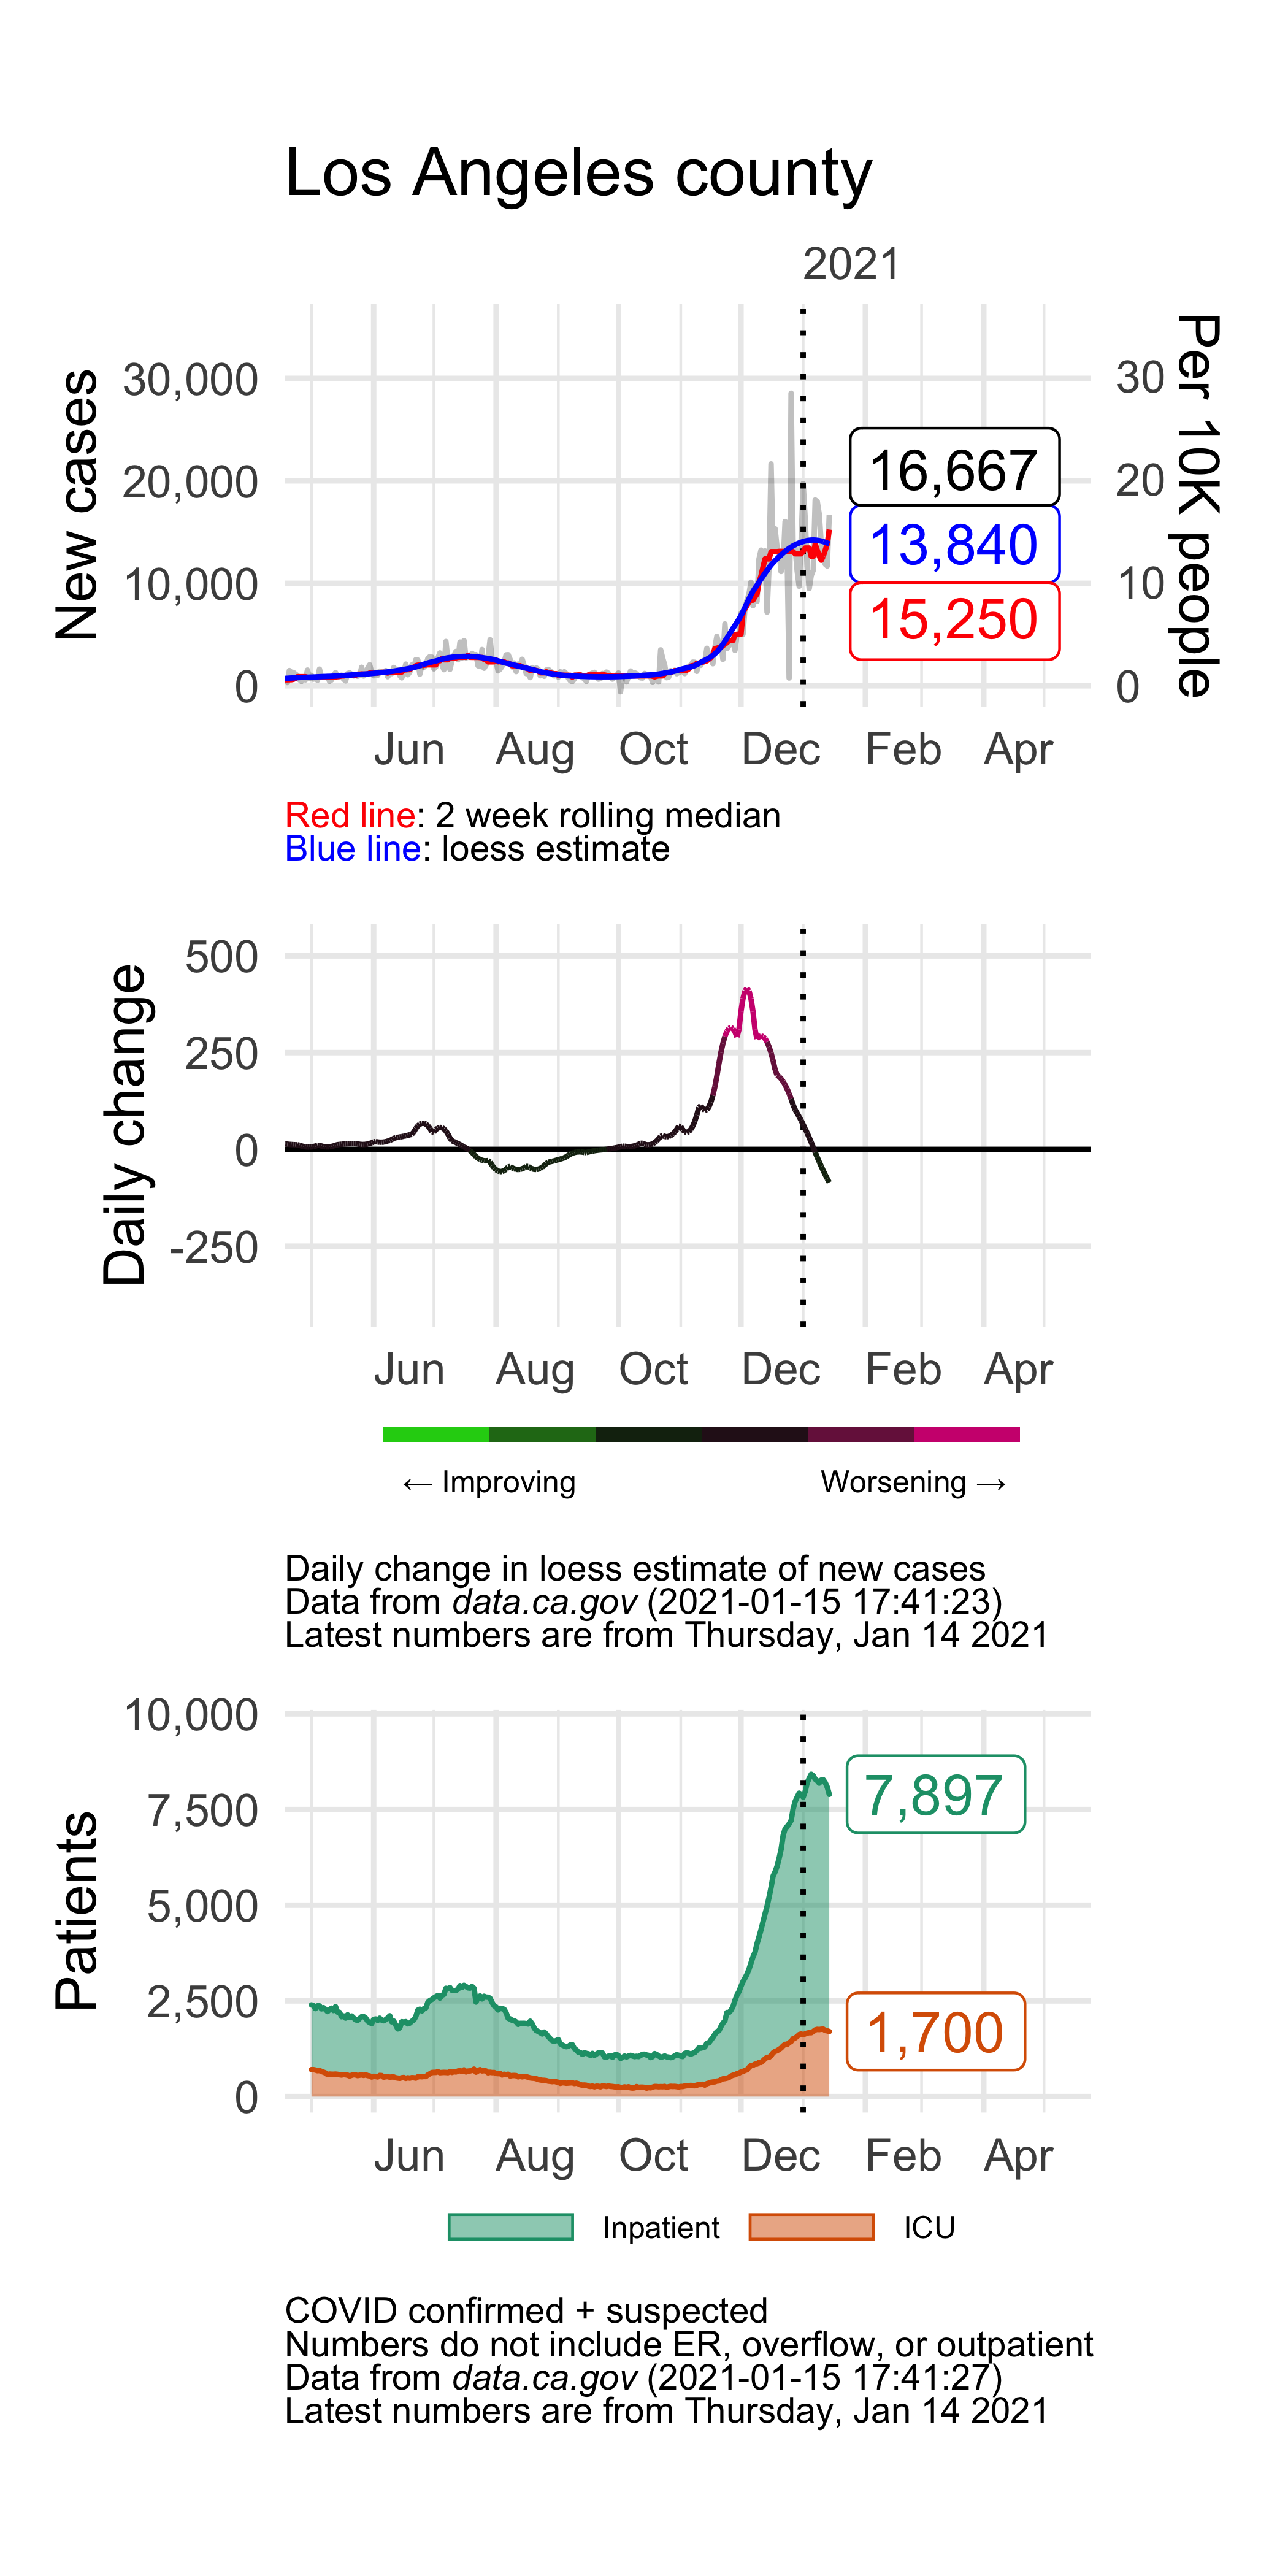 Los Angeles county
2021
New cases
30,000
20,000
10,000
0
30
20
10
0
Per 10K people
16,667
13,840
15,250
Jun Aug Oct Dec Feb Apr
Red line: 2 week rolling median
Blue line: loess estimate
Daily change
500
250
0
-250
Jun Aug Oct Dec Feb Apr
← Improving Worsening →
Daily change in loess estimate of new cases
Data from data.ca.gov (2021-01-15 17:41:23)
Latest numbers are from Thursday, Jan 14 2021
Patients
10,000
7,500
5,000
2,500
0
7,897
1,700
Jun Aug Oct Dec Feb Apr
Inpatient ICU
COVID confirmed + suspected
Numbers do not include ER, overflow, or outpatient
Data from data.ca.gov (2021-01-15 17:41:27)
Latest numbers are from Thursday, Jan 14 2021